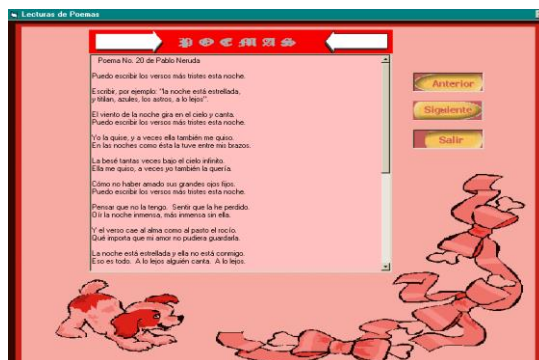 Lecturas de Poemas
POEMAS
Poema No. 20 de Pablo Neruda
Puedo escribir los versos más tristes esta noche.
Escribir, por ejemplo: "la noche está estrellada,
y titilan, azules, los astros, a lo lejos".
El viento de la noche gira en el cielo y canta.
Puedo escribir los versos más tristes esta noche.
Yo la quise, y a veces ella también me quiso.
En las noches como ésta la tuve entre mis brazos.
La besé tantas veces bajo el cielo infinito.
Ella me quiso, a veces yo también la quería.
Cómo no haber amado sus grandes ojos fijos.
Puedo escribir los versos más tristes esta noche.
Pensar que no la tengo. Sentir que la he perdido.
Oir la noche inmensa, más inmensa sin ella.
Y el verso cae al alma como al pasto el rocío.
Qué importa que mi amor no pudiera guardarla.
La noche está estrellada y ella no está conmigo.
Eso es todo. A lo lejos alguién canta. A lo lejos.
Anterior
Siguiente
Salir